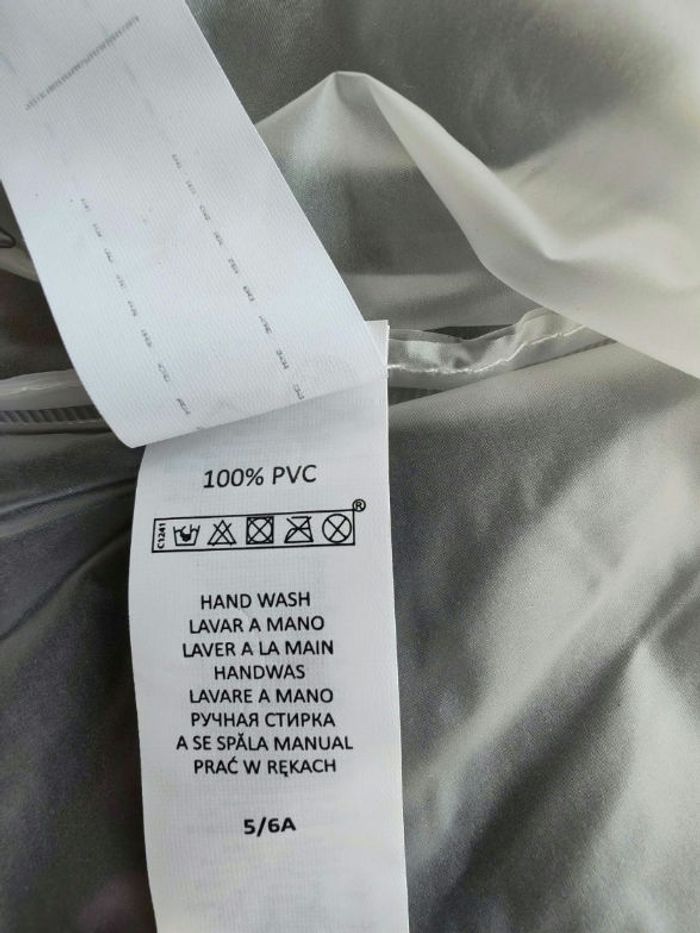 100% PVC
C1241
®
HAND WASH
LAVAR A MANO
LAVER A LA MAIN
HANDWAS
LAVARE A MANO
РУЧНАЯ СТИРКА
A SE SPĂLA MANUAL
PRAĆ W RĘKACH
5/6A